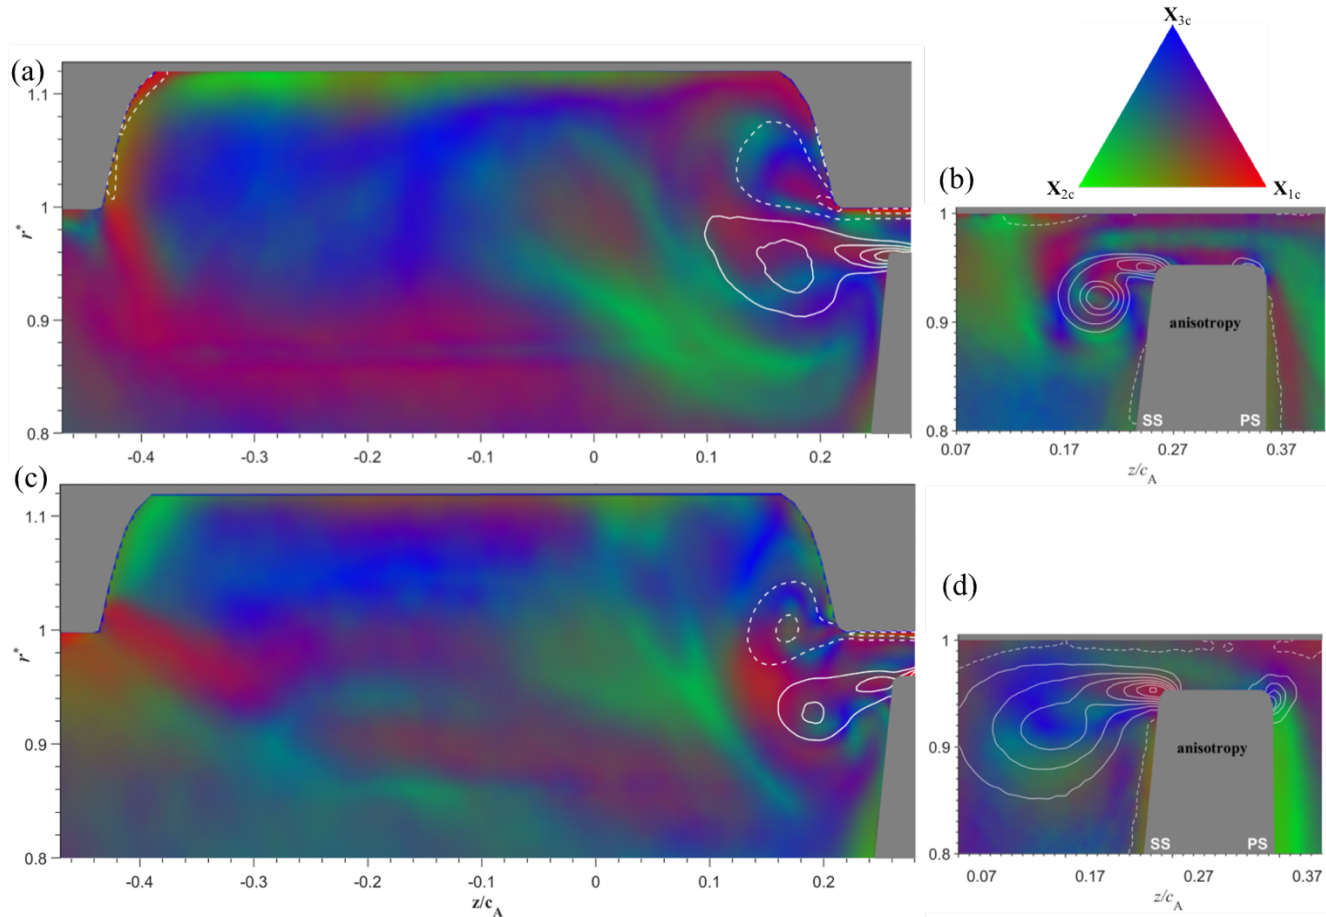 X3c
(a)
1.1
1
r*
0.9
0.8
-0.4 -0.3 -0.2 -0.1 0 0.1 0.2
X2c X1c
(b)
1
0.9
0.8
anisotropy
SS PS
0.07 0.17 0.27 0.37
z/cA
(c)
1.1
1
r*
0.9
0.8
-0.4 -0.3 -0.2 -0.1 0 0.1 0.2
z/cA
(d)
1
0.9
0.8
anisotropy
SS PS
0.07 0.17 0.27 0.37
z/cA